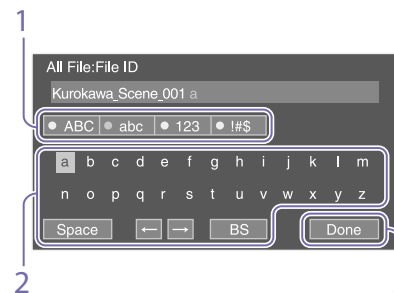 1
All File:File ID
Kurokawa_Scene_001 a
ABC abc 123 !#$
a b c d e f g h i j k l m
n o p q r s t u v w x y z
Space ← → BS Done
2